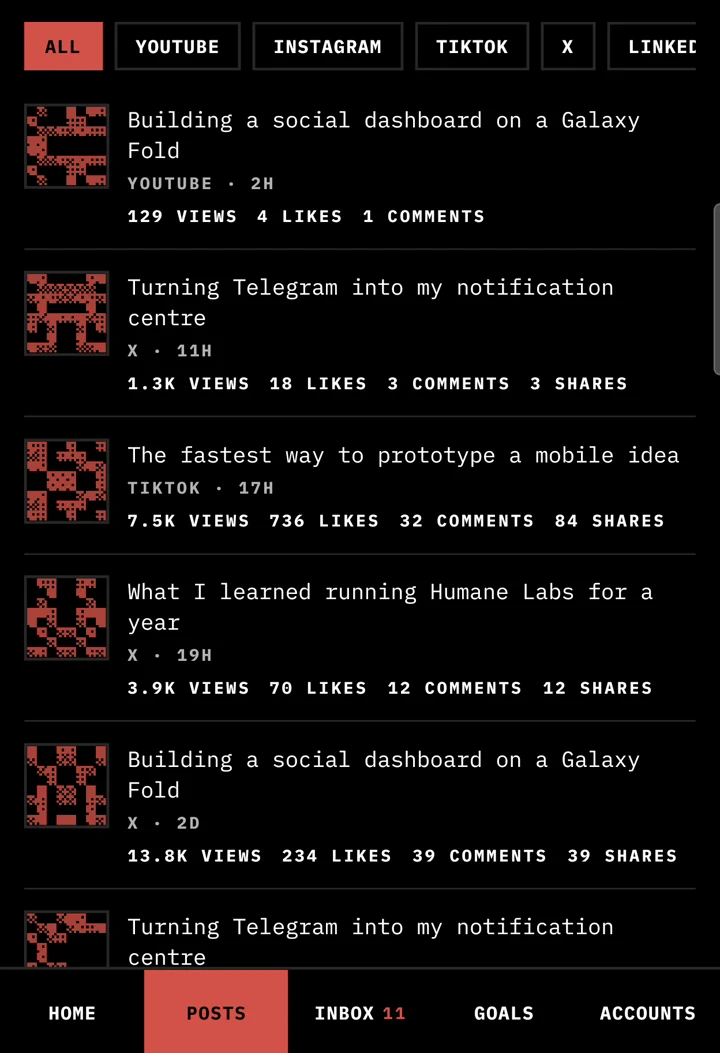 ALL YOUTUBE INSTAGRAM TIKTOK X LINKED
Building a social dashboard on a Galaxy
Fold
YOUTUBE · 2H
129 VIEWS 4 LIKES 1 COMMENTS
Turning Telegram into my notification
centre
X · 11H
1.3K VIEWS 18 LIKES 3 COMMENTS 3 SHARES
The fastest way to prototype a mobile idea
TIKTOK · 17H
7.5K VIEWS 736 LIKES 32 COMMENTS 84 SHARES
What I learned running Humane Labs for a
year
X · 19H
3.9K VIEWS 70 LIKES 12 COMMENTS 12 SHARES
Building a social dashboard on a Galaxy
Fold
X · 2D
13.8K VIEWS 234 LIKES 39 COMMENTS 39 SHARES
Turning Telegram into my notification
centre
HOME POSTS INBOX 11 GOALS ACCOUNTS